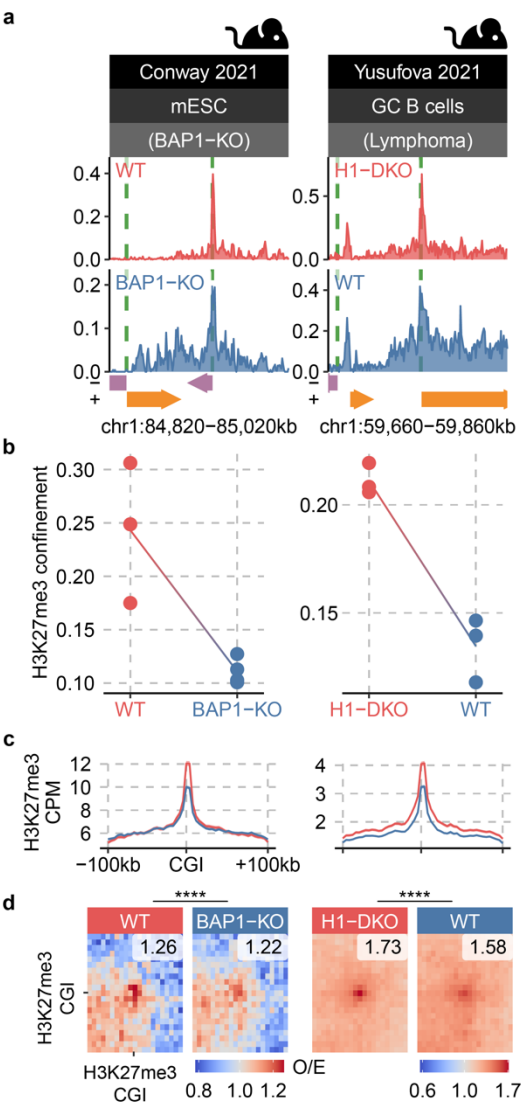 a
Conway 2021 Yusufova 2021
mESC GC B cells
(BAP1−KO) (Lymphoma)
0.4 WT H1−DKO
0.5
0.2
0.0 0.0
0.2 BAP1−KO WT
0.4
0.1 0.2
0.0 0.0
−
+
chr1:84,820−85,020kb chr1:59,660−59,860kb
b
H3K27me3 confinement
0.30
0.25 0.20
0.20
0.15 0.15
0.10
WT BAP1−KO H1−DKO WT
c
H3K27me3
CPM
12 4
10 3
8 2
6
−100kb CGI +100kb
d
**** ****
WT BAP1−KO H1−DKO WT
1.26 1.22 1.73 1.58
H3K27me3
CGI
H3K27me3
CGI
O/E
0.8 1.0 1.2 0.6 1.0 1.7